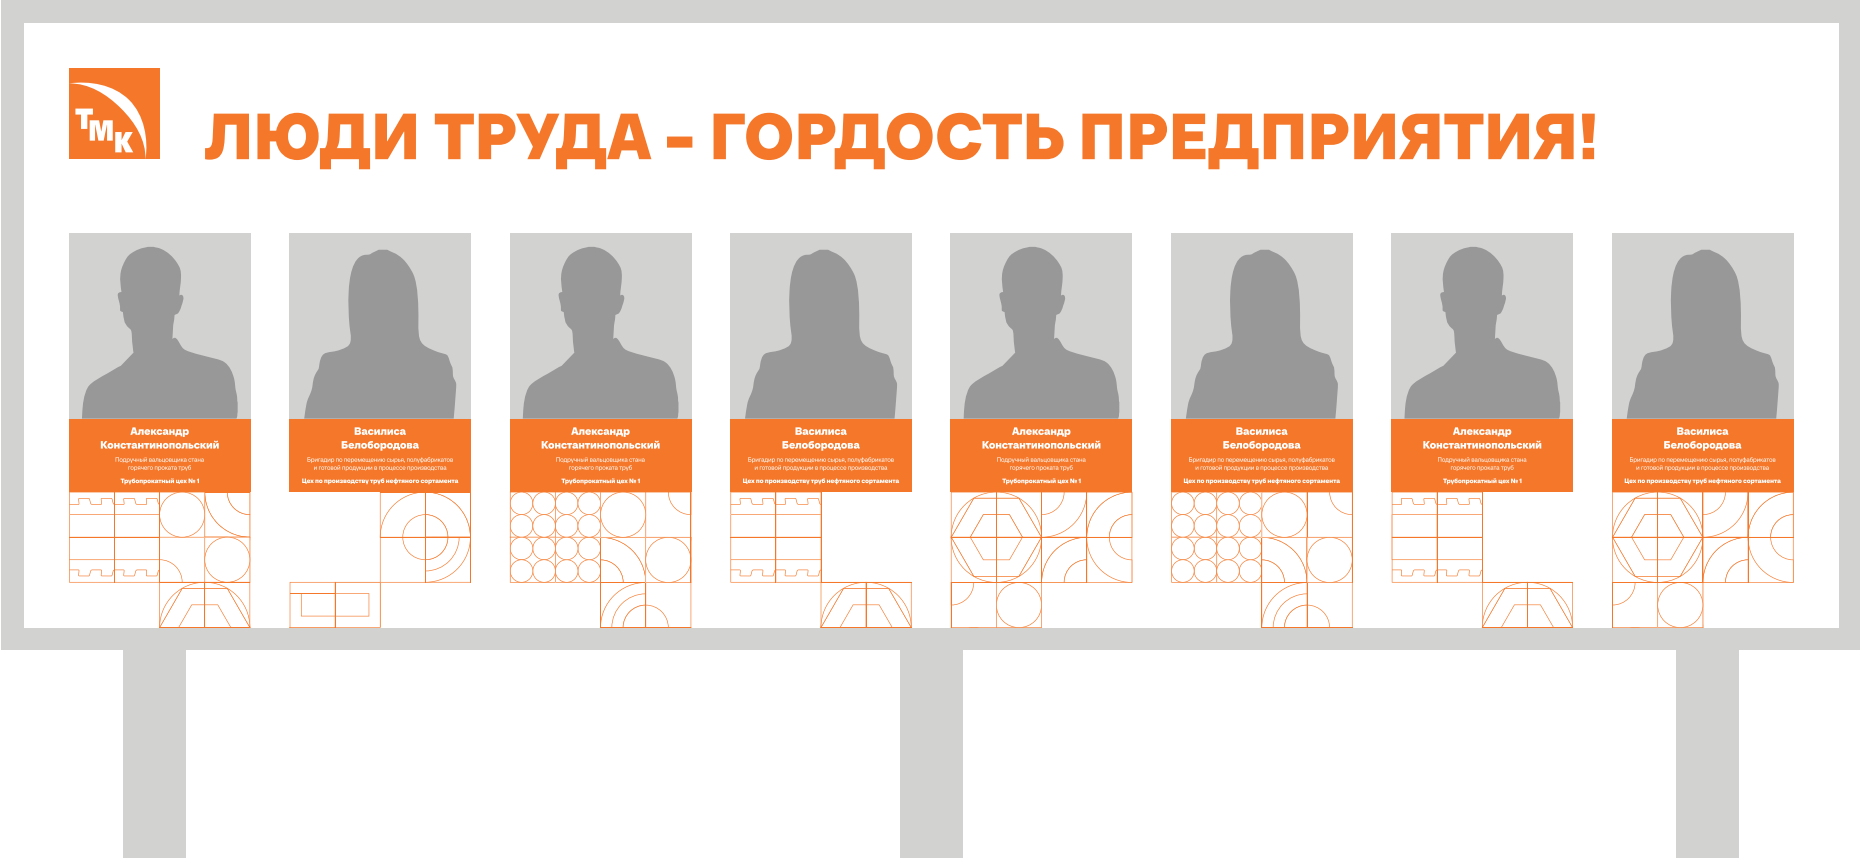 ТМК
ЛЮДИ ТРУДА – ГОРДОСТЬ ПРЕДПРИЯТИЯ!
Александр
Константинопольский
Подручный вальцовщика стана
горячего проката труб
Трубопрокатный цех № 1
Василиса
Белобородова
Бригадир по перемещению сырья, полуфабрикатов
и готовой продукции в процессе производства
Цех по производству труб нефтяного сортамента
Александр
Константинопольский
Подручный вальцовщика стана
горячего проката труб
Трубопрокатный цех № 1
Василиса
Белобородова
Бригадир по перемещению сырья, полуфабрикатов
и готовой продукции в процессе производства
Цех по производству труб нефтяного сортамента
Александр
Константинопольский
Подручный вальцовщика стана
горячего проката труб
Трубопрокатный цех № 1
Василиса
Белобородова
Бригадир по перемещению сырья, полуфабрикатов
и готовой продукции в процессе производства
Цех по производству труб нефтяного сортамента
Александр
Константинопольский
Подручный вальцовщика стана
горячего проката труб
Трубопрокатный цех № 1
Василиса
Белобородова
Бригадир по перемещению сырья, полуфабрикатов
и готовой продукции в процессе производства
Цех по производству труб нефтяного сортамента